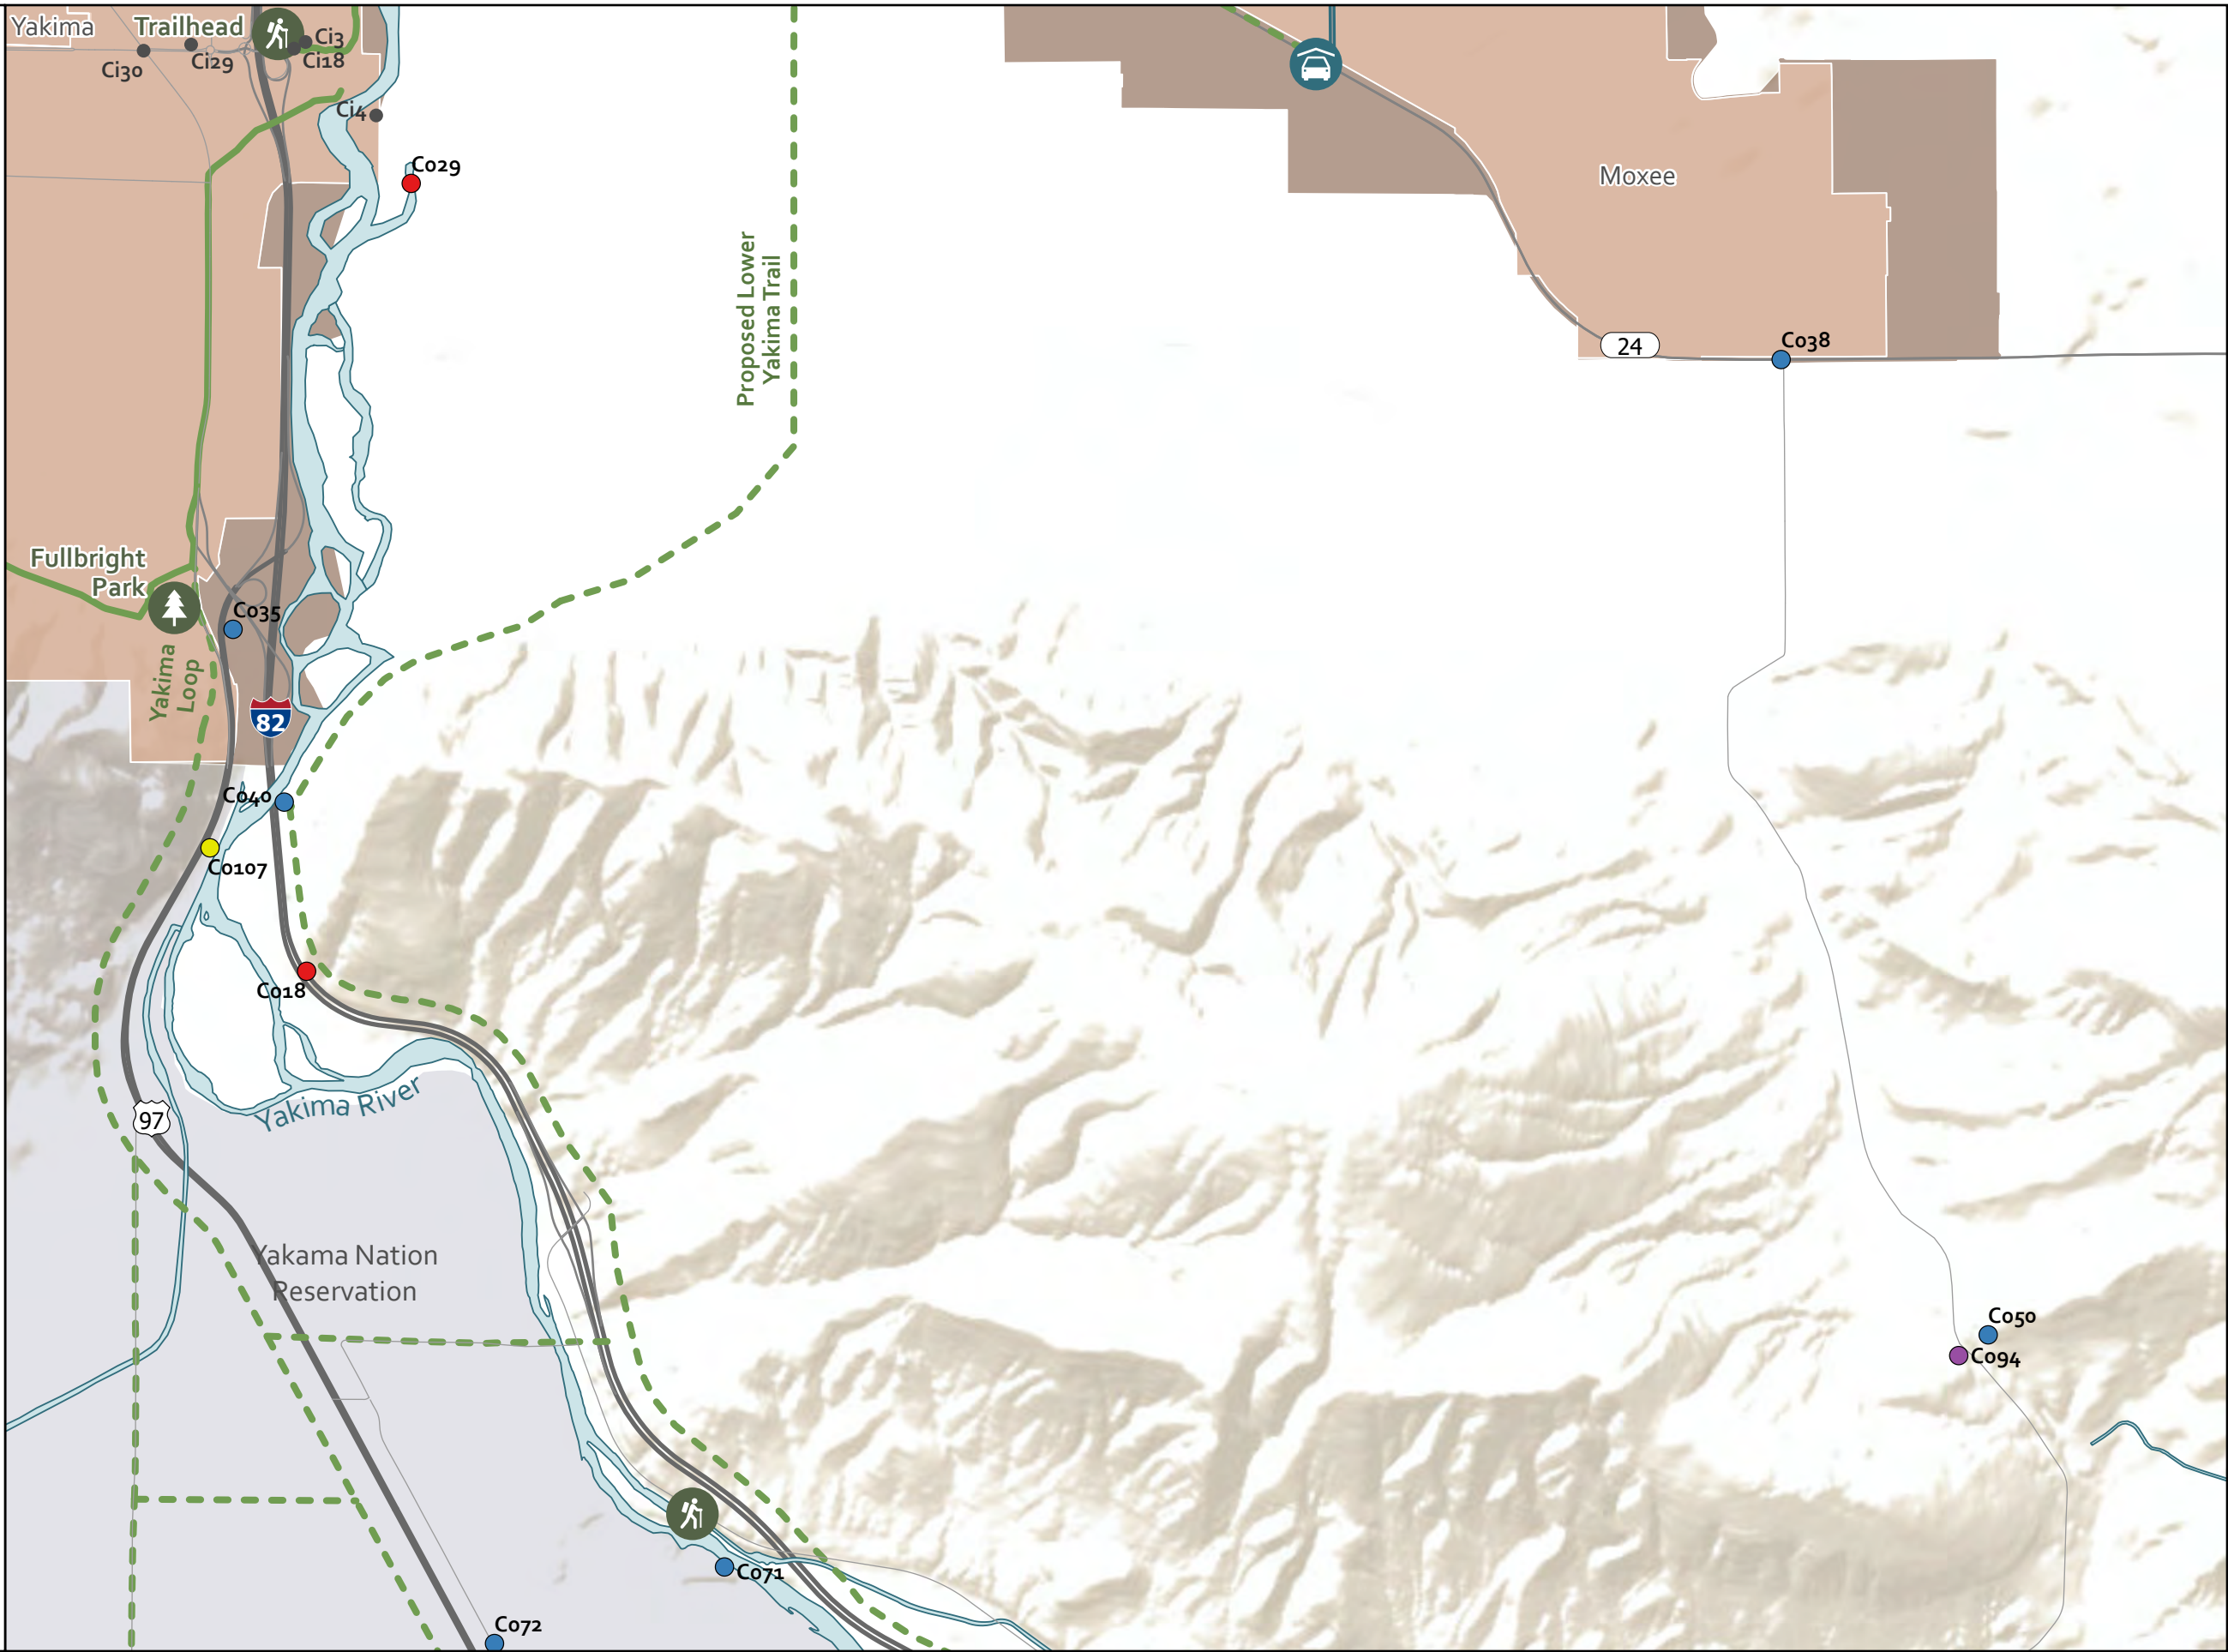 Yakima
Trailhead
Ci3
Ci30
Ci29
Ci18
Ci4
Co29
Moxee
Proposed Lower
Yakima Trail
24
Co38
Fullbright
Park
Co35
Yakima
Loop
82
Co40
Co107
Co18
Yakima River
97
Yakama Nation
Reservation
Co50
Co94
Co71
Co72